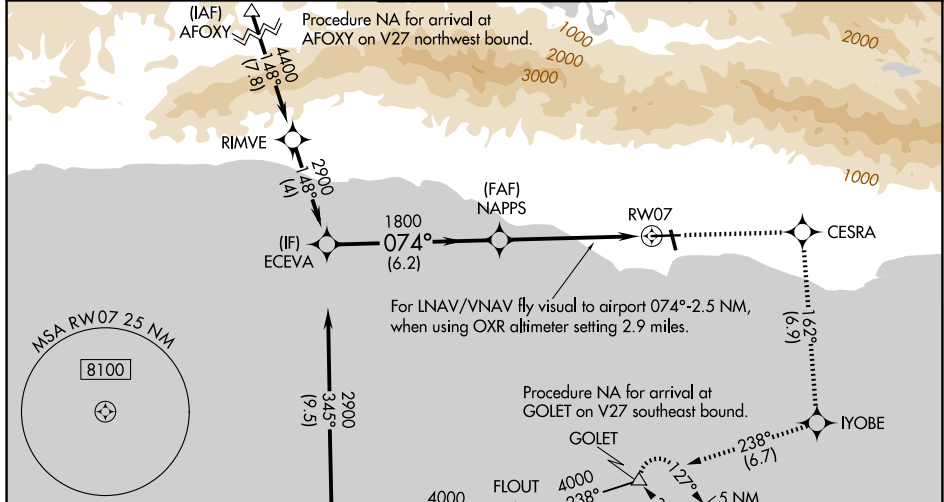 (IAF)
AFOXY
Procedure NA for arrival at
AFOXY on V27 northwest bound.
1000
2000
3000
2000
1000
4400
148°
(7.8)
RIMVE
2900
148°
(4)
(IF)
ECEVA
1800
074°
(6.2)
(FAF)
NAPPS
RW07
CESRA
For LNAV/VNAV fly visual to airport 074°-2.5 NM,
when using OXR altimeter setting 2.9 miles.
162°
(6.9)
MSA RW07 25 NM
8100
2900
345°
(9.5)
Procedure NA for arrival at
GOLET on V27 southeast bound.
GOLET
IYOBE
238°
(6.7)
127°
5 NM
FLOUT
4000
238°
4000